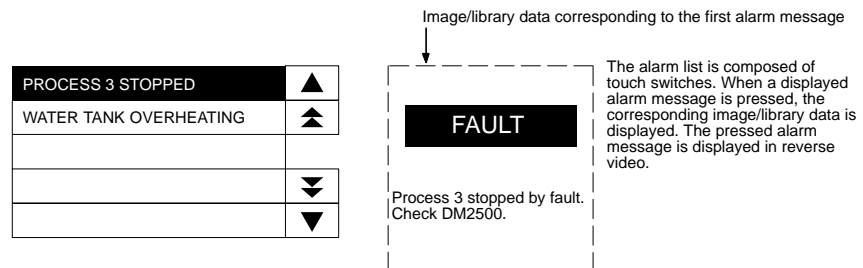 Image/library data corresponding to the first alarm message
PROCESS 3 STOPPED
WATER TANK OVERHEATING
FAULT
Process 3 stopped by fault.
Check DM2500.
The alarm list is composed of
touch switches. When a displayed
alarm message is pressed, the
corresponding image/library data is
displayed. The pressed alarm
message is displayed in reverse
video.